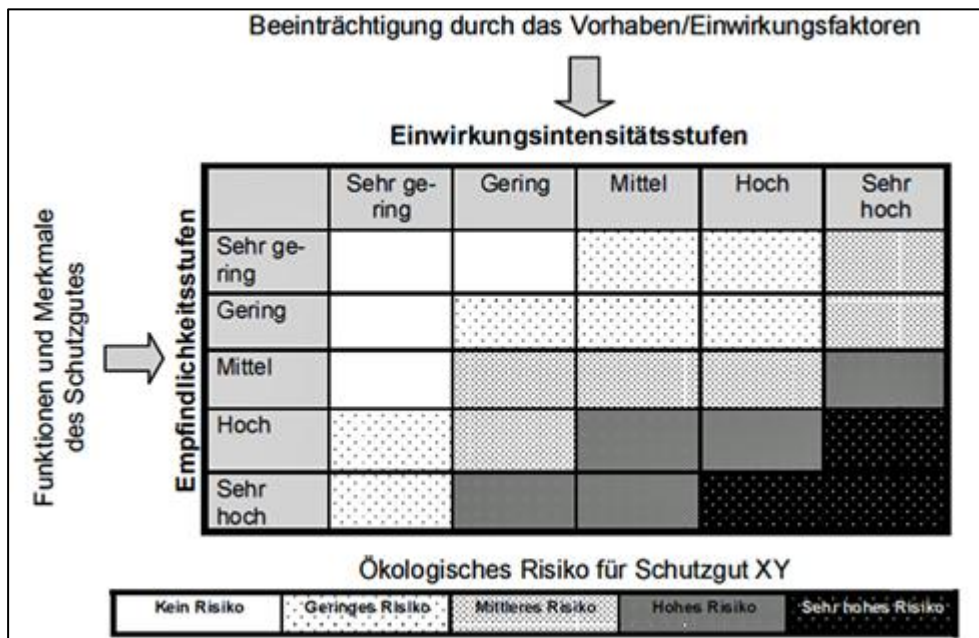 Beeinträchtigung durch das Vorhaben/Einwirkungsfaktoren
Einwirkungsintensitätsstufen
Funktionen und Merkmale
des Schutzgutes
Empfindlichkeitsstufen
Sehr ge-
ring
Gering
Mittel
Hoch
Sehr
hoch
Sehr ge-
ring
Gering
Mittel
Hoch
Sehr
hoch
Ökologisches Risiko für Schutzgut XY
Kein Risiko
Geringes Risiko
Mittleres Risiko
Hohes Risiko
Sehr hohes Risiko